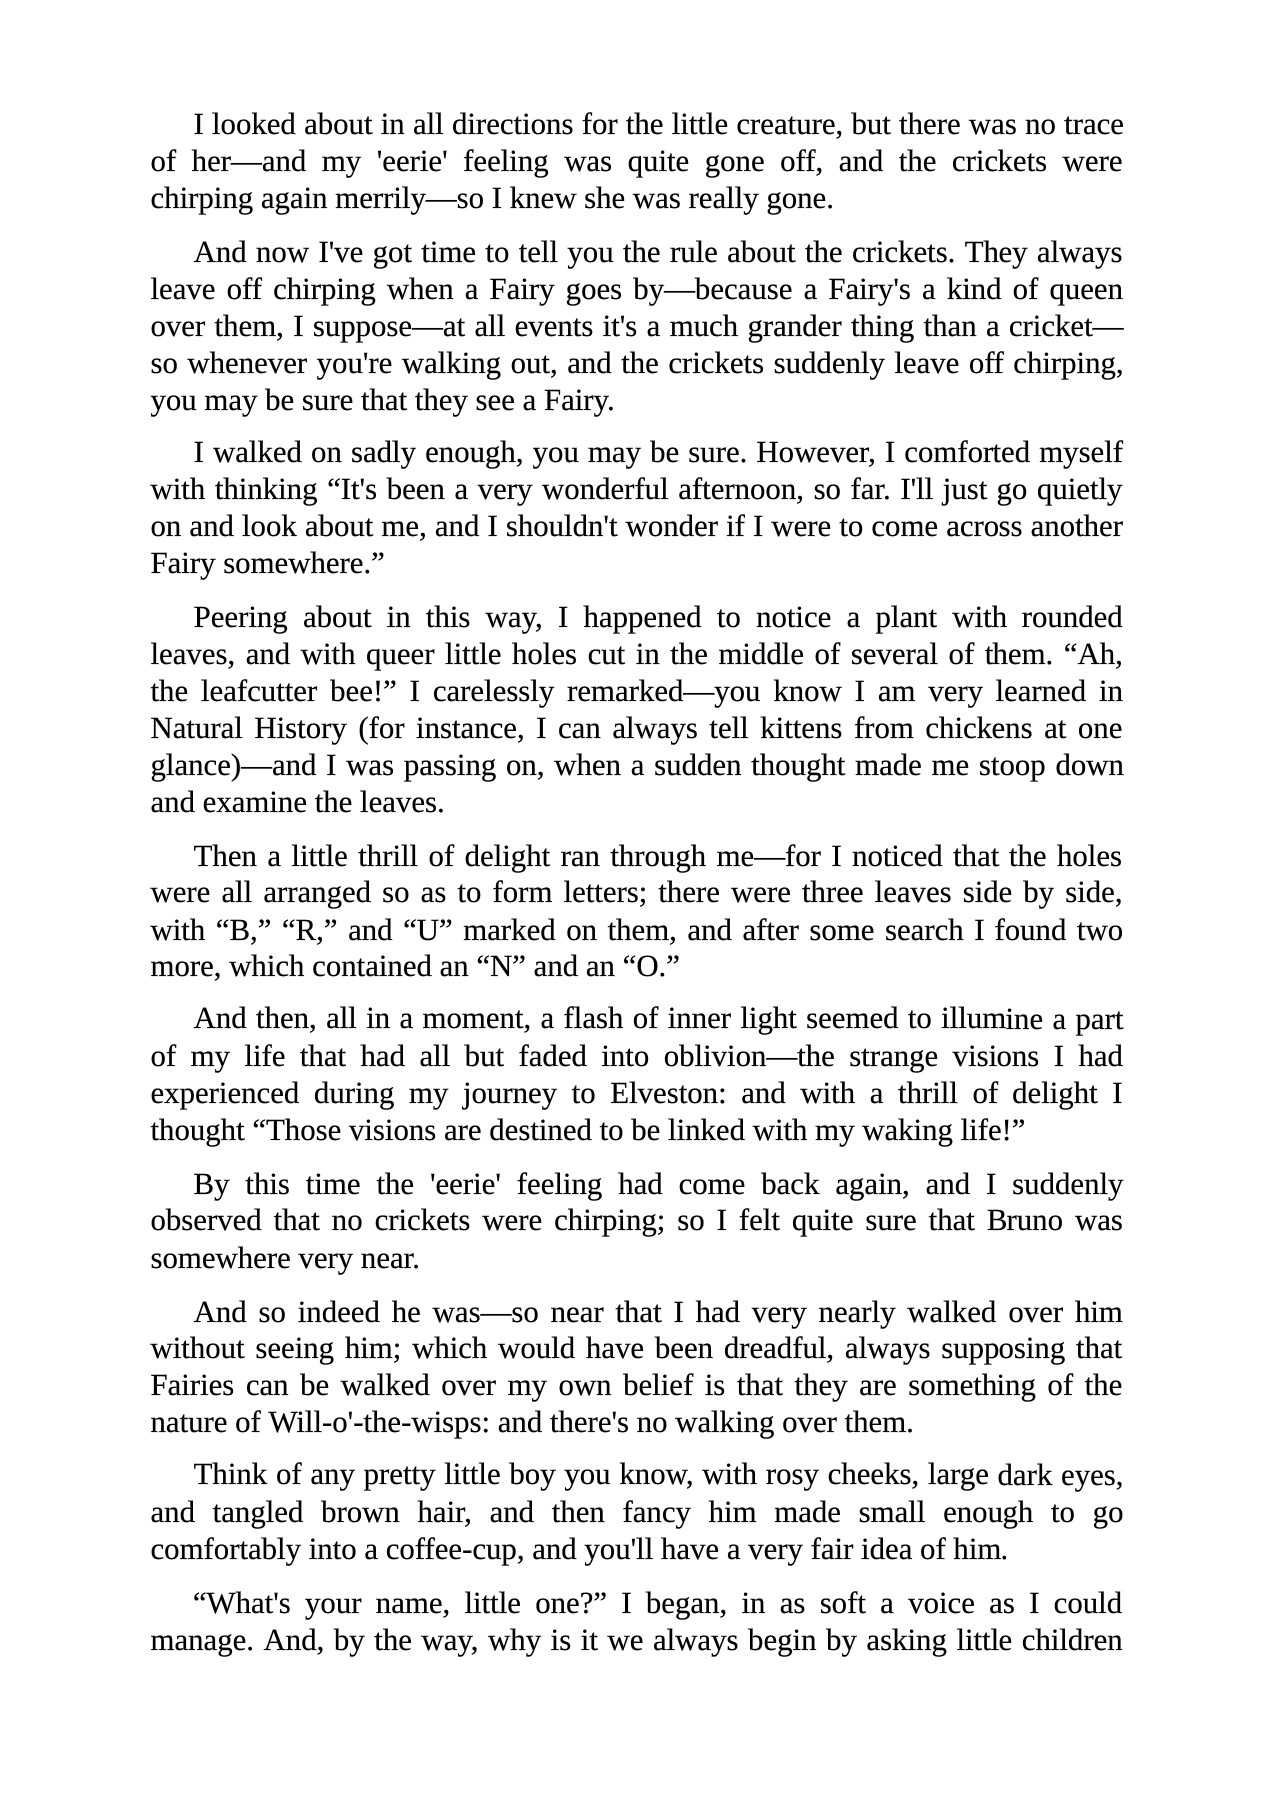 I looked about in all directions for the little creature, but there was no trace
of her—and my 'eerie' feeling was quite gone off, and the crickets were
chirping again merrily—so I knew she was really gone.
And now I've got time to tell you the rule about the crickets. They always
leave off chirping when a Fairy goes by—because a Fairy's a kind of queen
over them, I suppose—at all events it's a much grander thing than a cricket—
so whenever you're walking out, and the crickets suddenly leave off chirping,
you may be sure that they see a Fairy.
I walked on sadly enough, you may be sure. However, I comforted myself
with thinking “It's been a very wonderful afternoon, so far. I'll just go quietly
on and look about me, and I shouldn't wonder if I were to come across another
Fairy somewhere.”
Peering about in this way, I happened to notice a plant with rounded
leaves, and with queer little holes cut in the middle of several of them. “Ah,
the leafcutter bee!” I carelessly remarked—you know I am very learned in
Natural History (for instance, I can always tell kittens from chickens at one
glance)—and I was passing on, when a sudden thought made me stoop down
and examine the leaves.
Then a little thrill of delight ran through me—for I noticed that the holes
were all arranged so as to form letters; there were three leaves side by side,
with “B,” “R,” and “U” marked on them, and after some search I found two
more, which contained an “N” and an “O.”
And then, all in a moment, a flash of inner light seemed to illumine a part
of my life that had all but faded into oblivion—the strange visions I had
experienced during my journey to Elveston: and with a thrill of delight I
thought “Those visions are destined to be linked with my waking life!”
By this time the 'eerie' feeling had come back again, and I suddenly
observed that no crickets were chirping; so I felt quite sure that Bruno was
somewhere very near.
And so indeed he was—so near that I had very nearly walked over him
without seeing him; which would have been dreadful, always supposing that
Fairies can be walked over my own belief is that they are something of the
nature of Will-o'-the-wisps: and there's no walking over them.
Think of any pretty little boy you know, with rosy cheeks, large dark eyes,
and tangled brown hair, and then fancy him made small enough to go
comfortably into a coffee-cup, and you'll have a very fair idea of him.
“What's your name, little one?” I began, in as soft a voice as I could
manage. And, by the way, why is it we always begin by asking little children